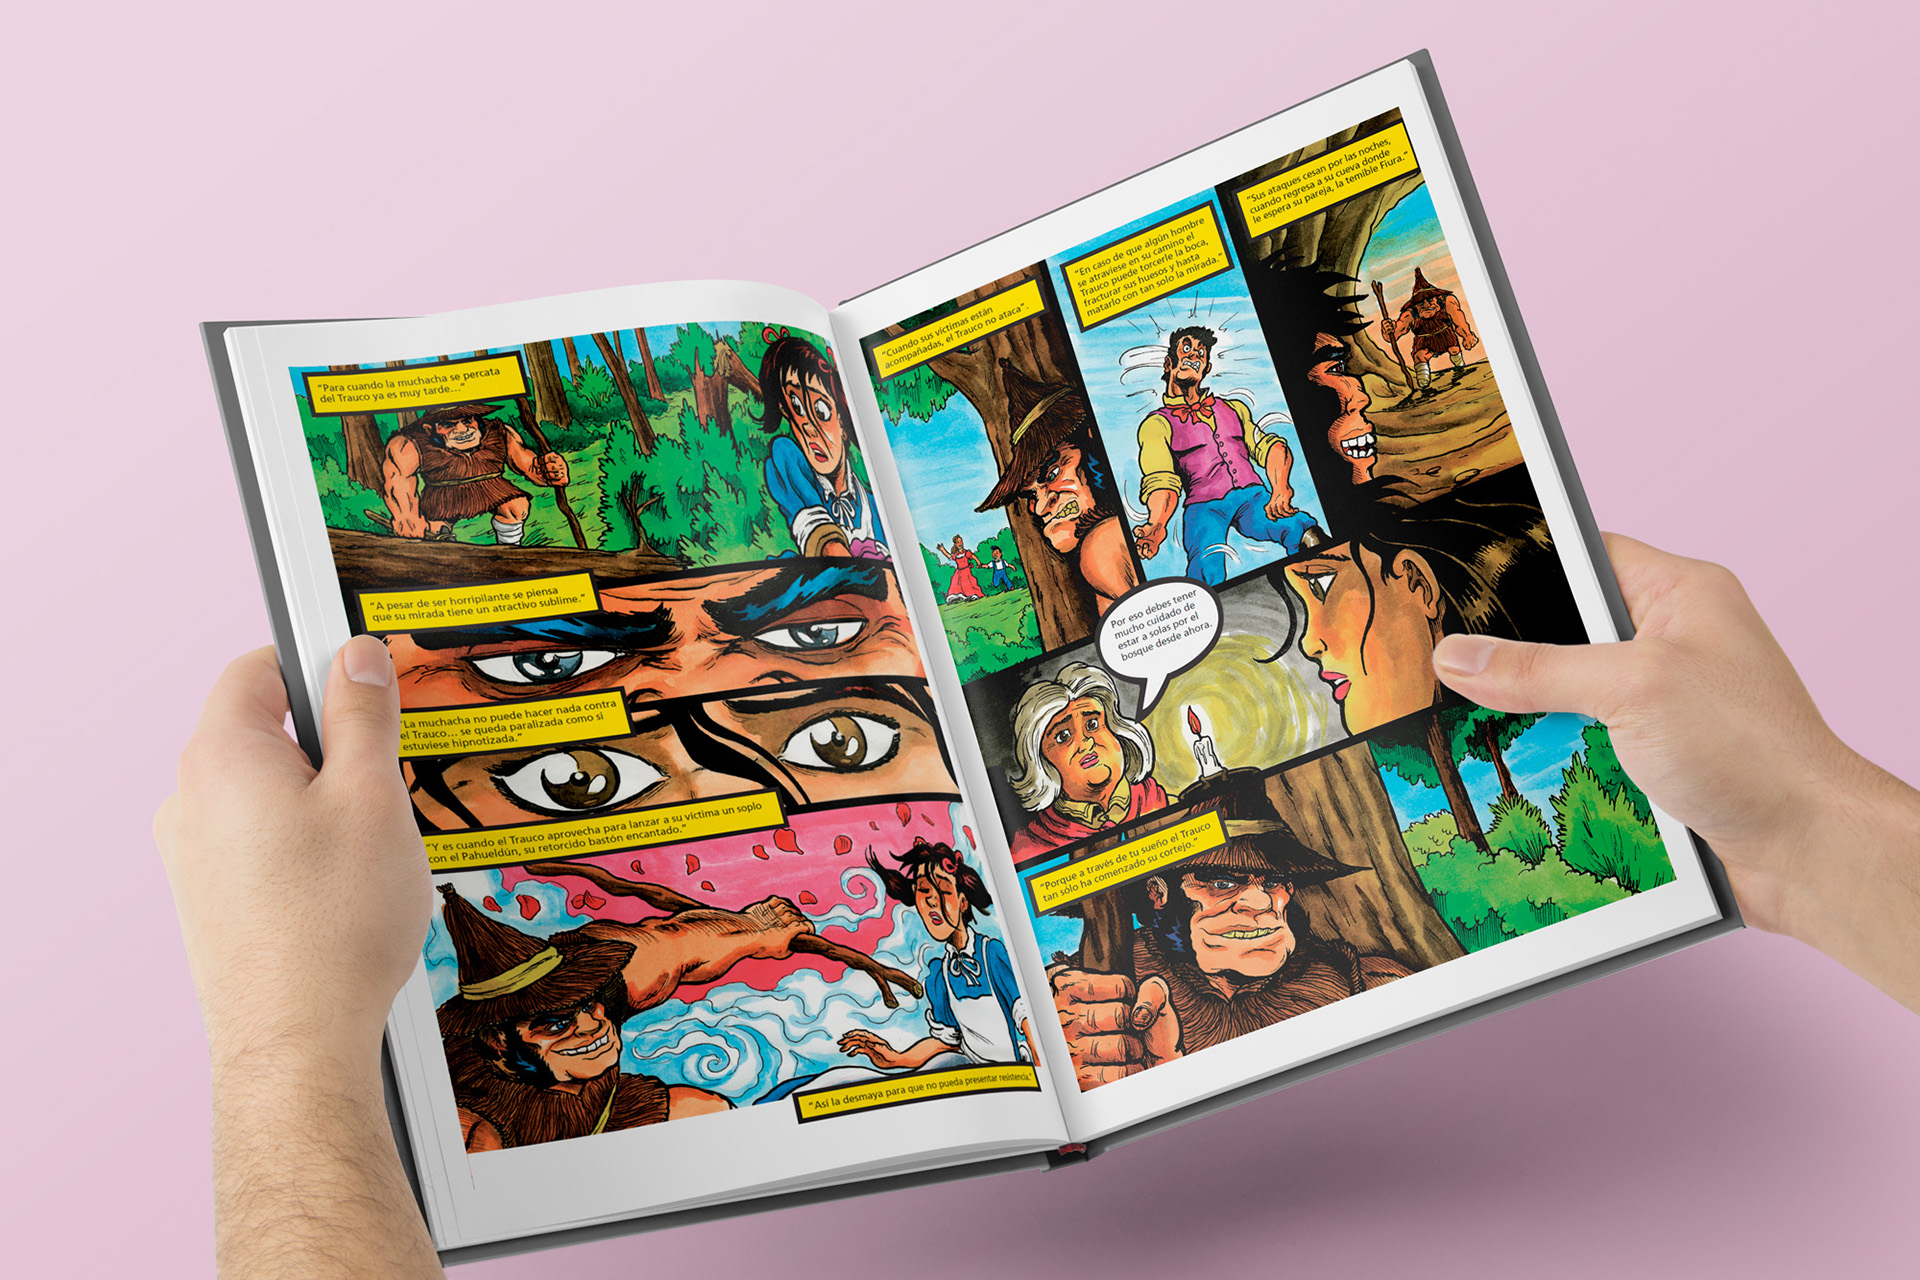 "Para cuando la muchacha se percata
del Trauco ya es muy tarde..."
"A pesar de ser horripilante se piensa
que su mirada tiene un atractivo sublime."
"La muchacha no puede hacer nada contra
el Trauco... se queda paralizada como si
estuviese hipnotizada."
"Y es cuando el Trauco aprovecha para lanzar a su víctima un soplo
con el Pahueldún, su retorcido bastón encantado."
"Así la desmaya para que no pueda presentar resistencia."
"Cuando sus víctimas están
acompañadas, el Trauco no ataca".
"En caso de que algún hombre
se atraviese en su camino el
Trauco puede torcerle la boca,
fracturar sus huesos y hasta
matarlo con tan solo la mirada."
"Sus ataques cesan por las noches,
cuando regresa a su cueva donde
le espera su pareja, la temible Fiura."
Por eso debes tener
mucho cuidado de
estar a solas por el
bosque desde ahora.
"Porque a través de tu sueño el Trauco
tan sólo ha comenzado su cortejo."